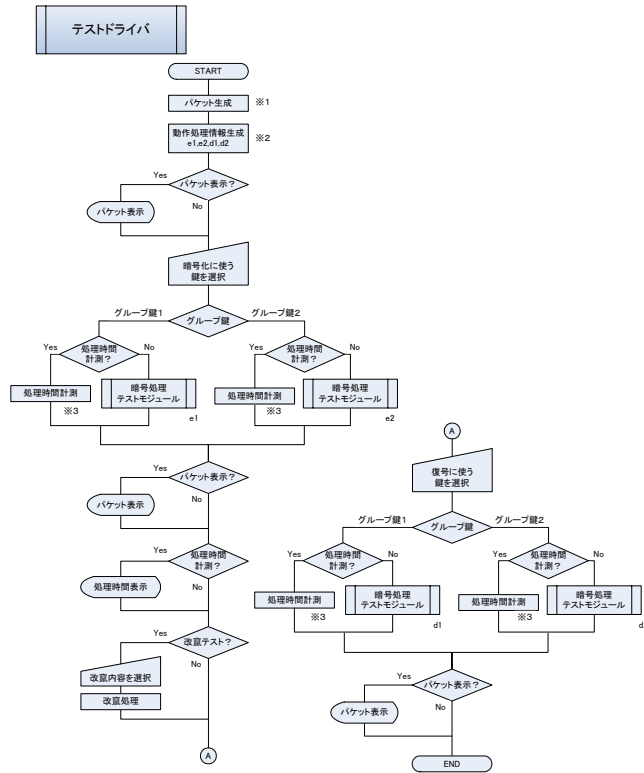 テストドライバ
START
パケット生成
※1
動作処理情報生成
e1,e2,d1,d2
※2
パケット表示？
Yes
No
パケット表示
暗号化に使う
鍵を選択
グループ鍵1
グループ鍵
グループ鍵2
Yes
処理時間
計測？
No
処理時間計測
※3
暗号処理
テストモジュール
e1
Yes
処理時間
計測？
No
処理時間計測
※3
暗号処理
テストモジュール
e2
パケット表示？
Yes
No
パケット表示
Yes
処理時間
計測？
No
処理時間表示
Yes
改竄テスト？
No
改竄内容を選択
改竄処理
A
A
復号に使う
鍵を選択
グループ鍵1
グループ鍵
グループ鍵2
Yes
処理時間
計測？
No
処理時間計測
※3
暗号処理
テストモジュール
d1
Yes
処理時間
計測？
No
処理時間計測
※3
暗号処理
テストモジュール
d
パケット表示？
Yes
No
パケット表示
END